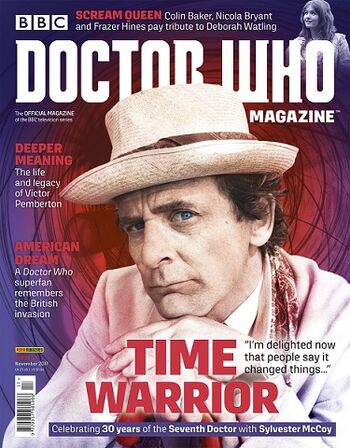 BBC
SCREAM QUEEN Colin Baker, Nicola Bryant
and Frazer Hines pay tribute to Deborah Watling
DOCTOR WHO
The OFFICIAL MAGAZINE
of the BBC television series
MAGAZINE™
DEEPER
MEANING
The life
and legacy
of Victor
Pemberton
AMERICAN
DREAM
A Doctor Who
superfan
remembers
the British
invasion
November 2017
"I'm delighted now
that people say it
changed things..."
TIME
WARRIOR
Celebrating 30 years of the Seventh Doctor with Sylvester McCoy